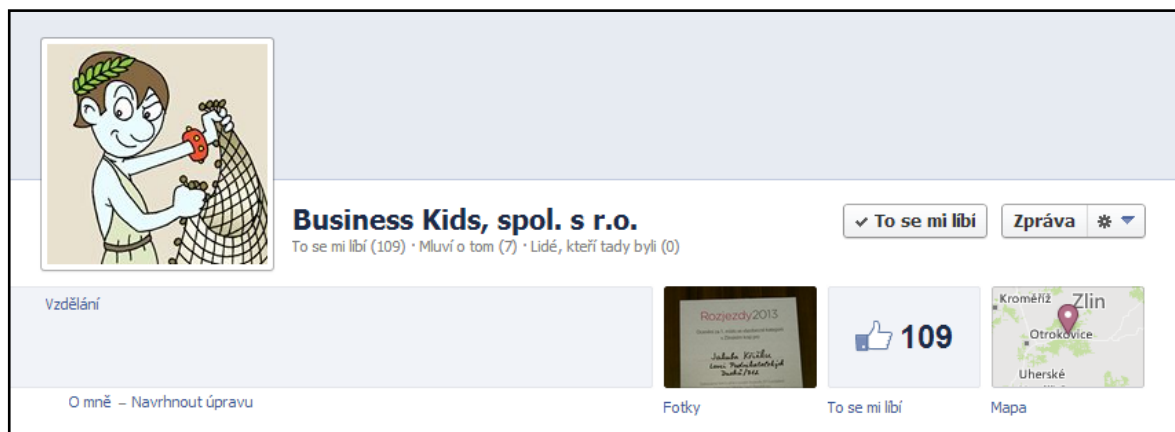 Business Kids, spol. s r.o.
To se mi líbí (109) · Mluví o tom (7) · Lidé, kteří tady byli (0)
✓ To se mi líbí
Zpráva
Vzdělání
O mně – Navrhnout úpravu
Rozjezdy2013
Fotky
109
To se mi líbí
Kroměříž
Zlin
Otrokovice
Uherské
Mapa